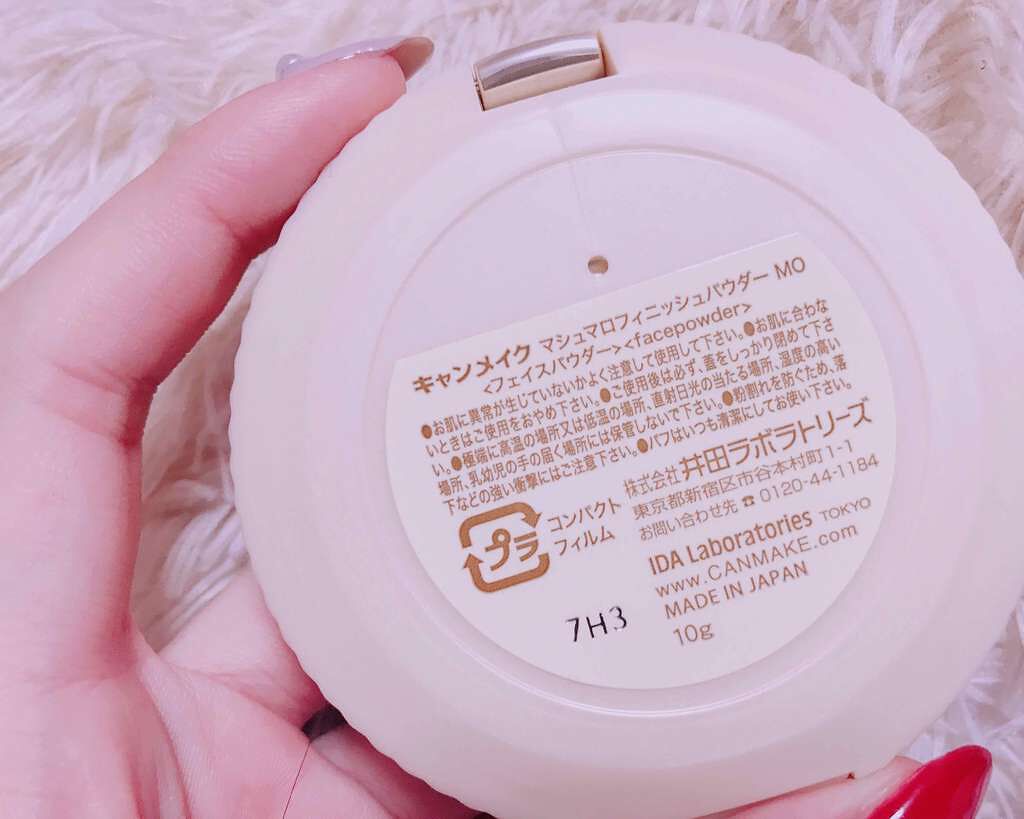 キャンメイク マシュマロフィニッシュパウダー MO
<フェイスパウダー><facepowder>
●お肌に異常が生じていないかよく注意して使用して下さい。●お肌に合わな
いときはご使用をおやめ下さい。●ご使用後は必ず、蓋をしっかり閉めて下さ
い。●極端に高温の場所又は低温の場所、直射日光の当たる場所、湿度の高い
場所、乳幼児の手の届く場所には保管しないで下さい。●粉割れを防ぐため、落
下などの強い衝撃にはご注意下さい。●パフはいつも清潔にしてお使い下さい。
プラ
コンパクト
フィルム
株式会社 井田ラボラトリーズ
東京都新宿区市谷本村町1-1
お問い合わせ先 ☎ 0120-44-1184
IDA Laboratories TOKYO
www.CANMAKE.com
MADE IN JAPAN
10g
7H3